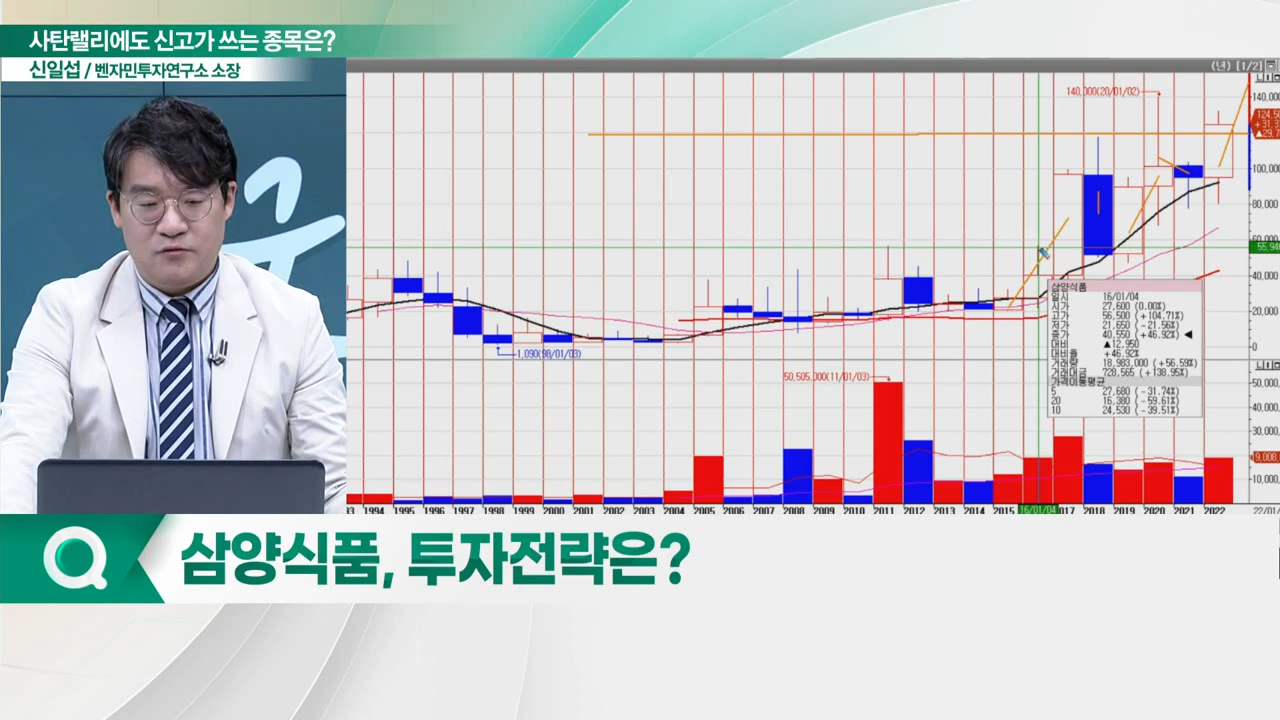 사탄랠리에도 신고가 쓰는 종목은?
신일섭 / 벤자민투자연구소 소장
(년) [1/2]
140,000(20/01/02)
140,000
100,000
80,000
60,000
55,940
40,000
20,000
0
1,090(98/01/03)
삼양식품
일시 16/01/04
시가 27,600 (0.00%)
고가 56,500 (+104.71%)
저가 21,650 (-21.56%)
종가 40,550 (+46.92%) ◀
대비 ▲12,950
대비율 +46.92%
거래량 18,983,000 (+56.59%)
거래대금 728,565 (+138.95%)
가격이동평균
5 27,680 (-31.74%)
20 16,380 (-59.61%)
10 24,530 (-39.51%)
50,505,000(11/01/03)
50,000
40,000
30,000
10,000
1994 1995 1996 1997 1998 1999 2000 2001 2002 2003 2004 2005 2006 2007 2008 2009 2010 2011 2012 2013 2014 2015 16/01/04 2018 2019 2020 2021 2022
삼양식품, 투자전략은?